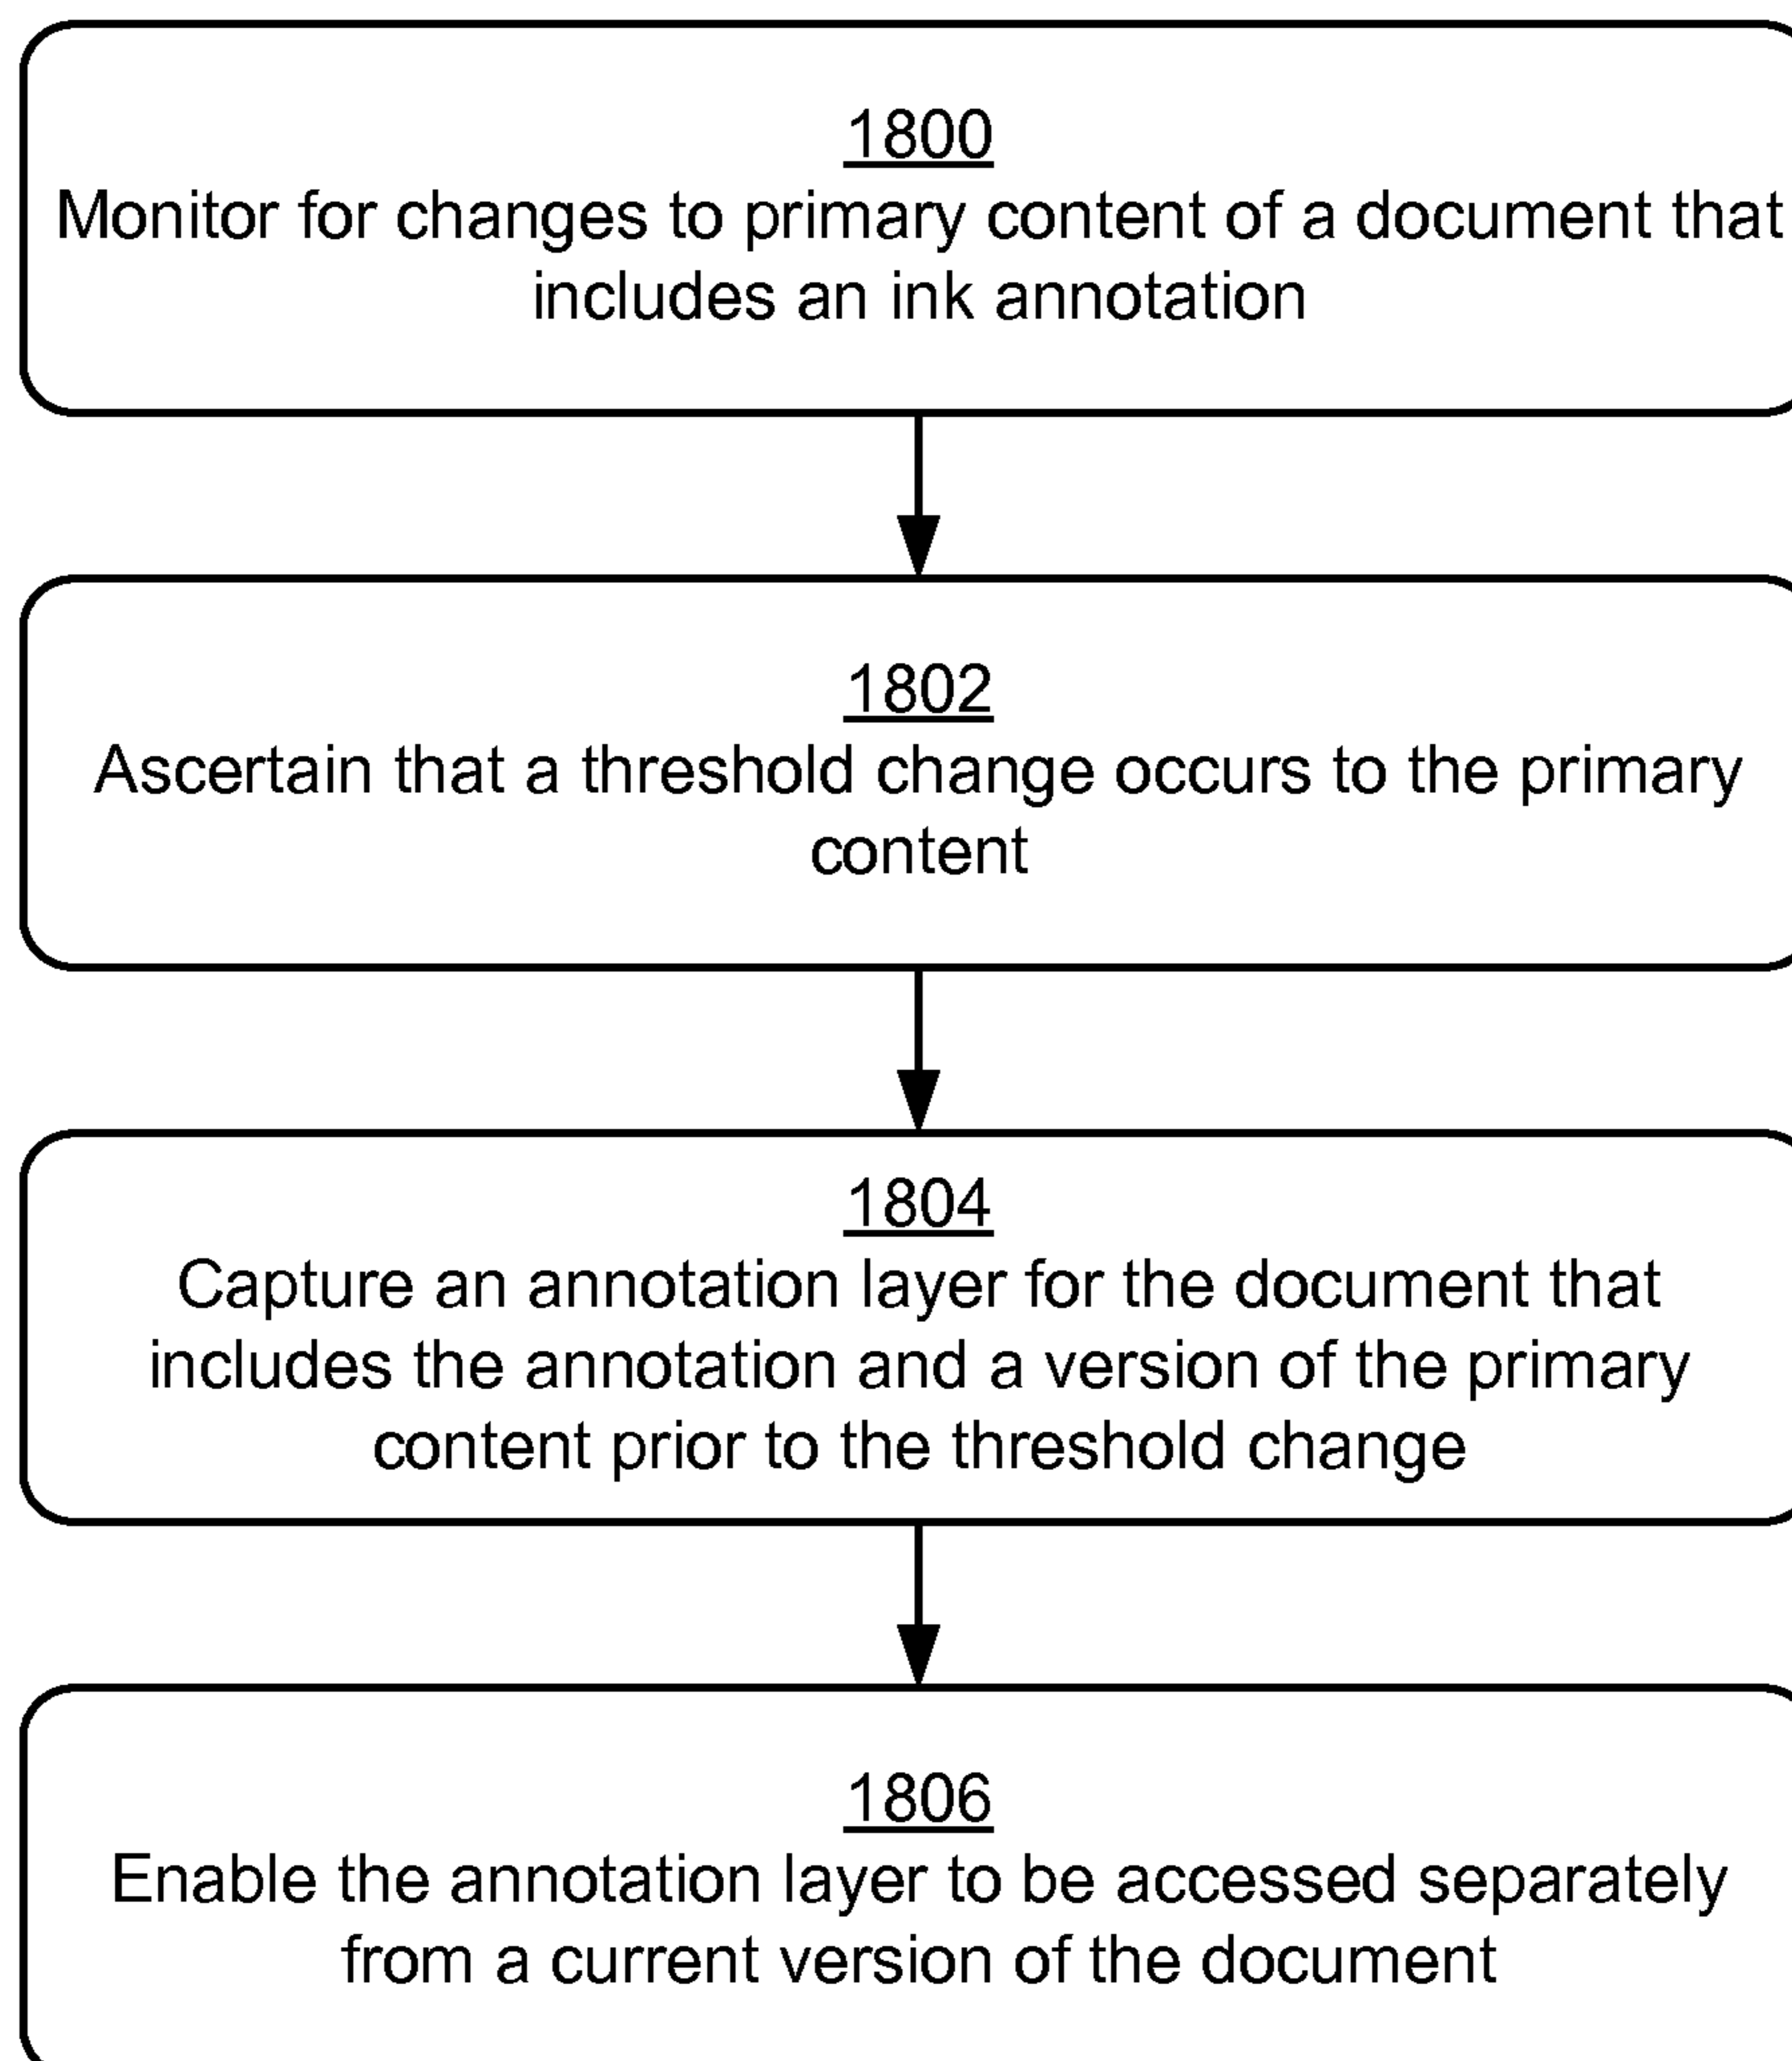 1800
Monitor for changes to primary content of a document that
includes an ink annotation
1802
Ascertain that a threshold change occurs to the primary
content
1804
Capture an annotation layer for the document that
includes the annotation and a version of the primary
content prior to the threshold change
1806
Enable the annotation layer to be accessed separately
from a current version of the document